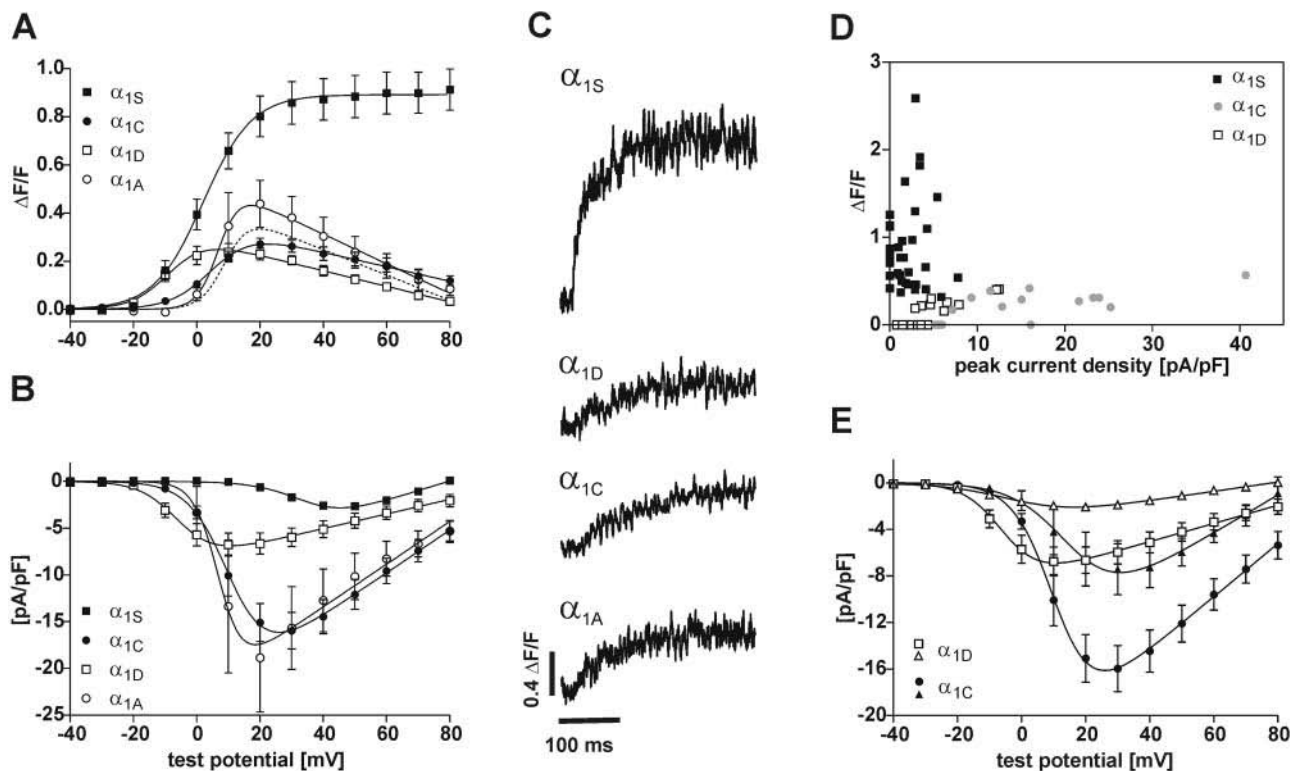 A
ΔF/F
1.0
0.8
0.6
0.4
0.2
0.0
α1S
α1C
α1D
α1A
-40 -20 0 20 40 60 80
B
[pA/pF]
0
-5
-10
-15
-20
-25
α1S
α1C
α1D
α1A
-40 -20 0 20 40 60 80
test potential [mV]
C
α1S
α1D
α1C
α1A
0.4 ΔF/F
100 ms
D
ΔF/F
3
2
1
0
α1S
α1C
α1D
0 10 20 30 40
peak current density [pA/pF]
E
[pA/pF]
0
-4
-8
-12
-16
-20
α1D
α1C
-40 -20 0 20 40 60 80
test potential [mV]